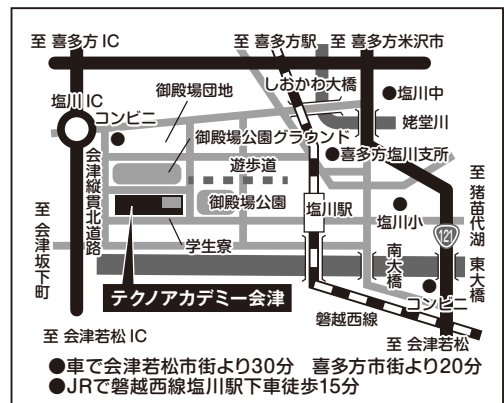 至 喜多方IC
至 喜多方駅
至 喜多方米沢市
しおかわ大橋
塩川中
御殿場団地
塩川IC
コンビニ
姥堂川
御殿場公園グラウンド
喜多方塩川支所
遊歩道
会津縦貫北道路
御殿場公園
塩川駅
塩川小
至 猪苗代湖
121
至 会津坂下町
学生寮
南大橋
東大橋
テクノアカデミー会津
コンビニ
磐越西線
至 会津若松IC
至 会津若松
●車で会津若松市街より30分 喜多方市街より20分
●JRで磐越西線塩川駅下車徒歩15分